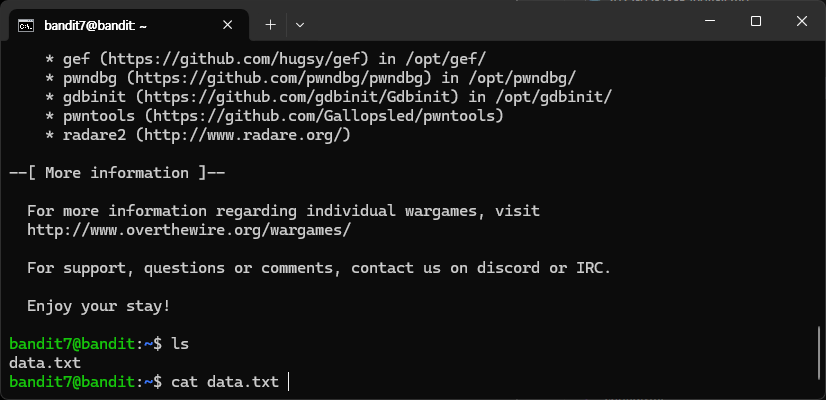 bandit7@bandit: ~
* gef (https://github.com/hugsy/gef) in /opt/gef/
* pwndbg (https://github.com/pwndbg/pwndbg) in /opt/pwndbg/
* gdbinit (https://github.com/gdbinit/Gdbinit) in /opt/gdbinit/
* pwntools (https://github.com/Gallopsled/pwntools)
* radare2 (http://www.radare.org/)
--[ More information ]--
For more information regarding individual wargames, visit
http://www.overthewire.org/wargames/
For support, questions or comments, contact us on discord or IRC.
Enjoy your stay!
bandit7@bandit:~$ ls
data.txt
bandit7@bandit:~$ cat data.txt